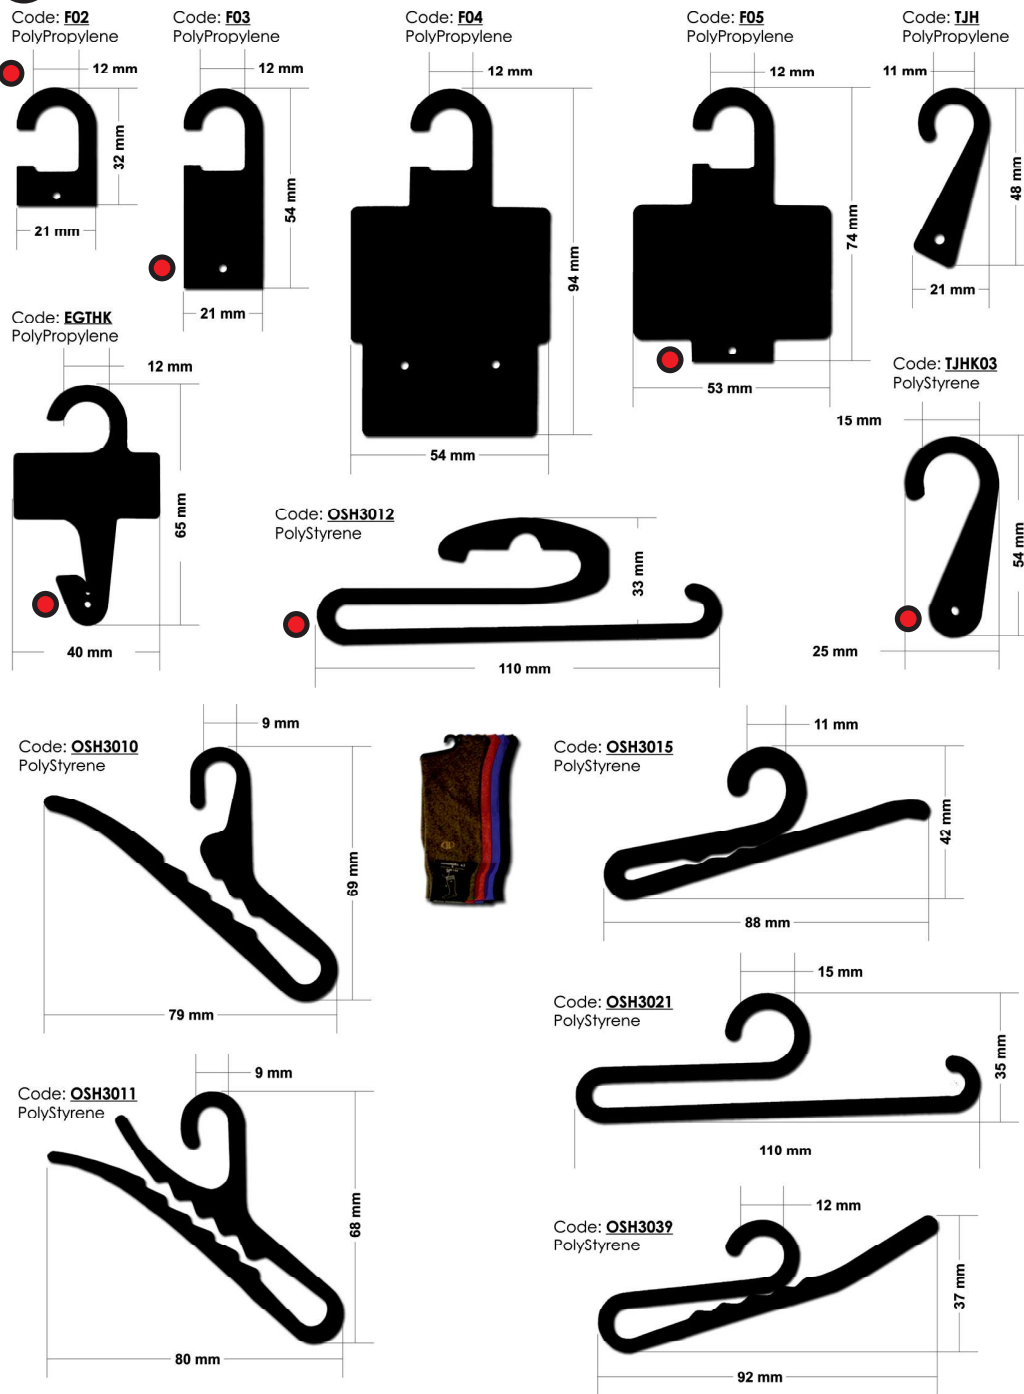 Code: F02
PolyPropylene
12 mm
32 mm
21 mm
Code: F03
PolyPropylene
12 mm
54 mm
21 mm
Code: F04
PolyPropylene
12 mm
94 mm
54 mm
Code: F05
PolyPropylene
12 mm
74 mm
53 mm
Code: TJH
PolyPropylene
11 mm
48 mm
21 mm
Code: EGTHK
PolyPropylene
12 mm
65 mm
40 mm
Code: OSH3012
PolyStyrene
33 mm
110 mm
Code: TJHK03
PolyStyrene
15 mm
54 mm
25 mm
Code: OSH3010
PolyStyrene
9 mm
69 mm
79 mm
Code: OSH3015
PolyStyrene
11 mm
42 mm
88 mm
Code: OSH3021
PolyStyrene
15 mm
35 mm
110 mm
Code: OSH3011
PolyStyrene
9 mm
68 mm
80 mm
Code: OSH3039
PolyStyrene
12 mm
37 mm
92 mm